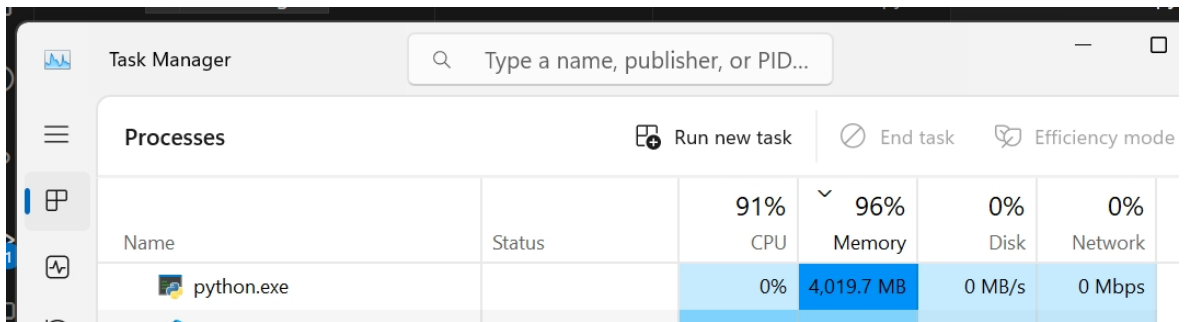 Task Manager
Type a name, publisher, or PID...
Processes
Run new task
End task
Efficiency mode
91% 96% 0% 0%
Name Status CPU Memory Disk Network
python.exe 0% 4,019.7 MB 0 MB/s 0 Mbps